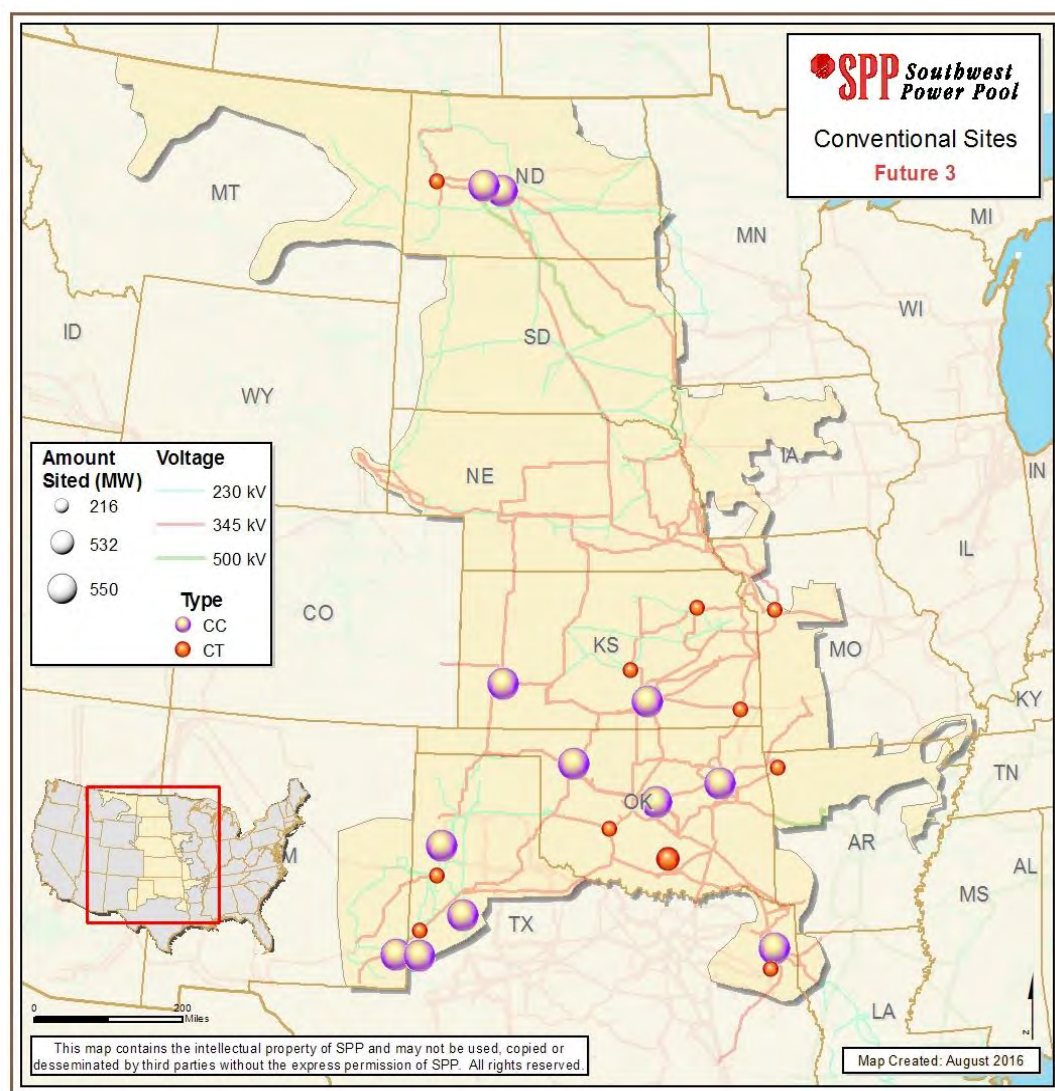 SPP Southwest
Power Pool
Conventional Sites
Future 3
MT
ND
MN
MI
WI
ID
SD
WY
IA
NE
IN
IL
CO
KS
MO
KY
TN
OK
AR
MS
AL
M
TX
LA
Amount
Sited (MW)
216
532
550
Voltage
230 kV
345 kV
500 kV
Type
CC
CT
0
200
Miles
z
This map contains the intellectual property of SPP and may not be used, copied or
desseminated by third parties without the express permission of SPP. All rights reserved.
Map Created: August 2016